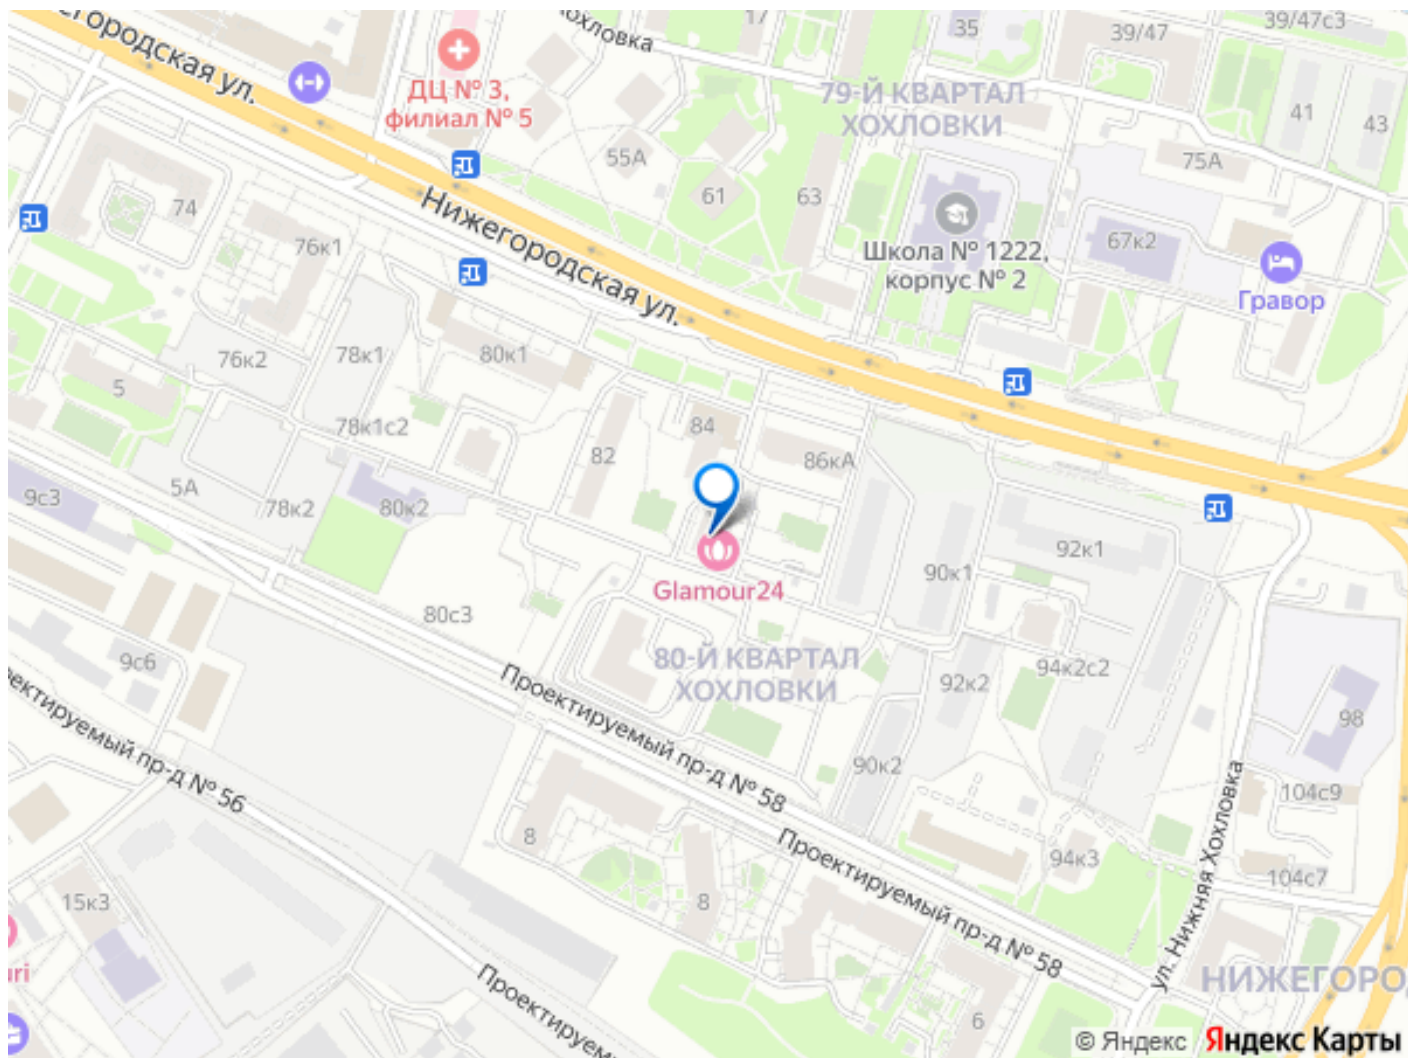 егородская ул.
ДЦ № 3,
филиал № 5
Хохловка
17
35
39/47
39/47с3
79-Й КВАРТАЛ
ХОХЛОВКИ
41
43
55А
61
63
75А
74
76к1
Нижегородская ул.
Школа № 1222,
корпус № 2
67к2
Гравор
76к2
78к1
80к1
5
78к1с2
84
82
86кА
9с3
5А
78к2
80к2
Glamour24
90к1
92к1
80с3
9с6
80-Й КВАРТАЛ
ХОХЛОВКИ
92к2
94к2с2
98
Проектируемый пр-д № 58
90к2
ектируемый пр-д № 56
104с9
8
94к3
104с7
ул. Нижняя Хохловка
15к3
8
Проектируемый пр-д № 58
uri
Проектируем
НИЖЕГОРО
6
© Яндекс Яндекс Карты